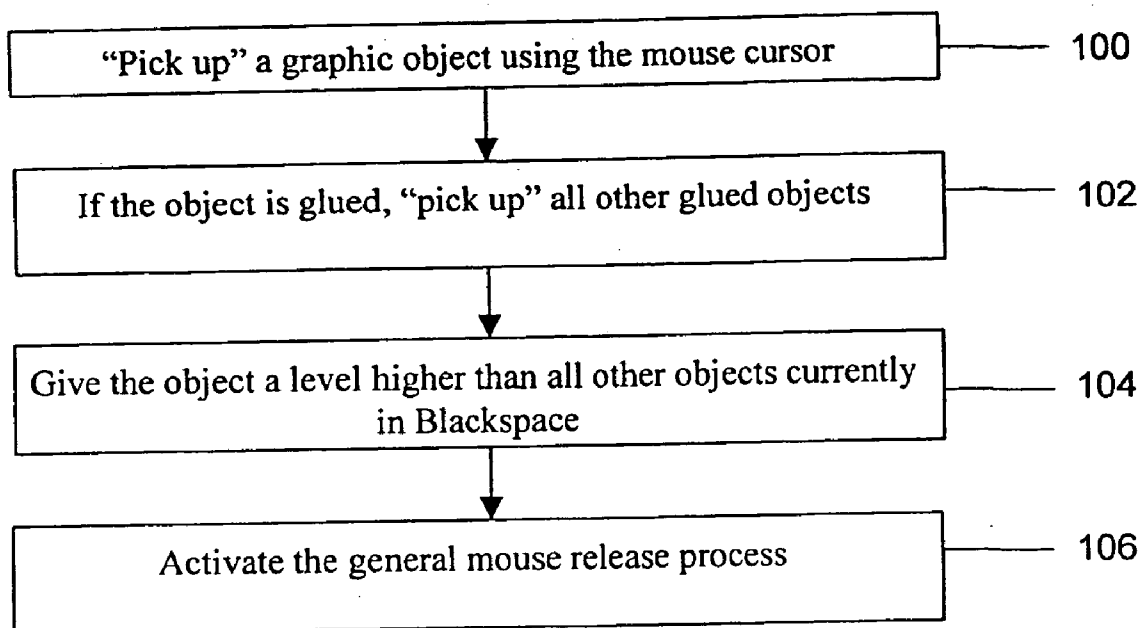 “Pick up” a graphic object using the mouse cursor
100
If the object is glued, “pick up” all other glued objects
102
Give the object a level higher than all other objects currently
in Blackspace
104
Activate the general mouse release process
106